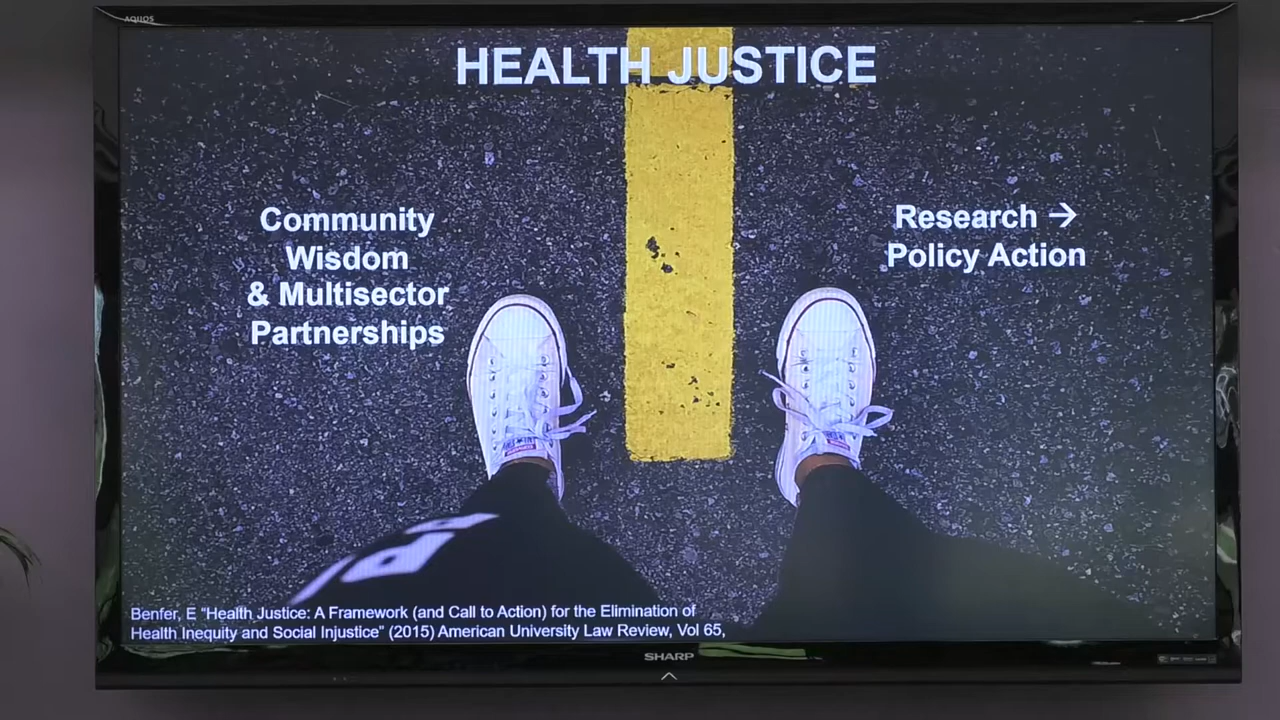 AQUOS
HEALTH JUSTICE
Community
Wisdom
& Multisector
Partnerships
Research →
Policy Action
Benfer, E “Health Justice: A Framework (and Call to Action) for the Elimination of
Health Inequity and Social Injustice” (2015) American University Law Review, Vol 65,
SHARP